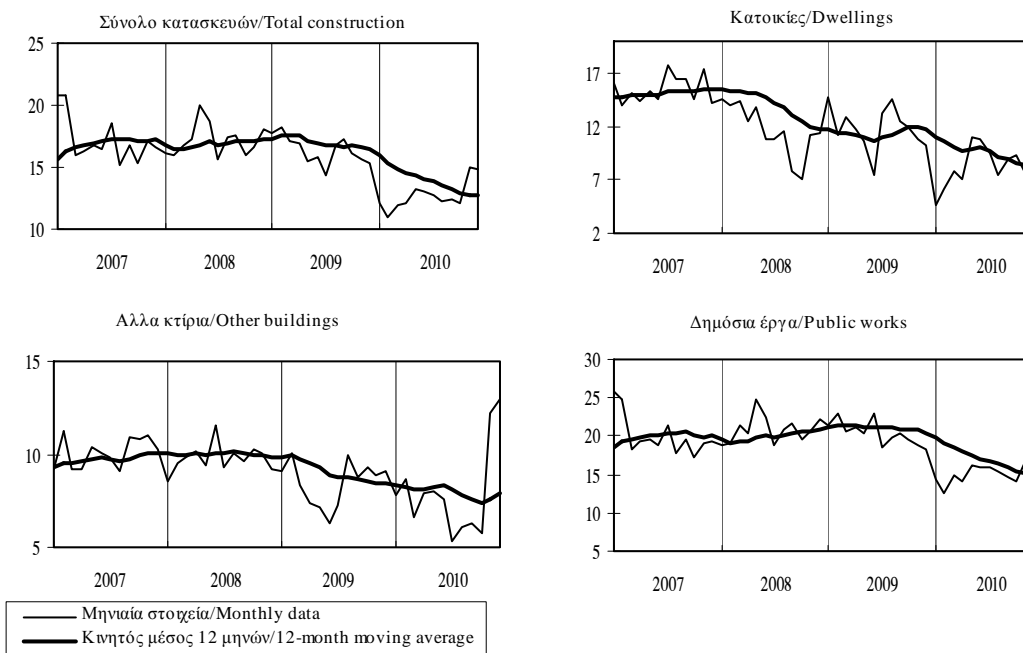 Σύνολο κατασκευών/Total construction
25
20
15
10
2007 2008 2009 2010
Κατοικίες/Dwellings
17
12
7
2
2007 2008 2009 2010
Αλλα κτίρια/Other buildings
15
10
5
2007 2008 2009 2010
Δημόσια έργα/Public works
30
25
20
15
10
5
2007 2008 2009 2010
Μηνιαία στοιχεία/Monthly data
Κινητός μέσος 12 μηνών/12-month moving average